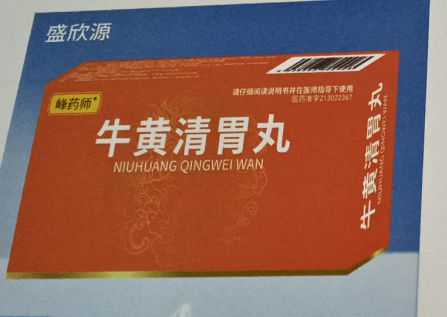 盛欣源
峰药师®
请仔细阅读说明书并在医师指导下使用
国药准字Z13022267
牛黄清胃丸
NIUHUANG QINGWEI WAN
牛黄清胃丸
NIUHUANG QINGWEI WAN